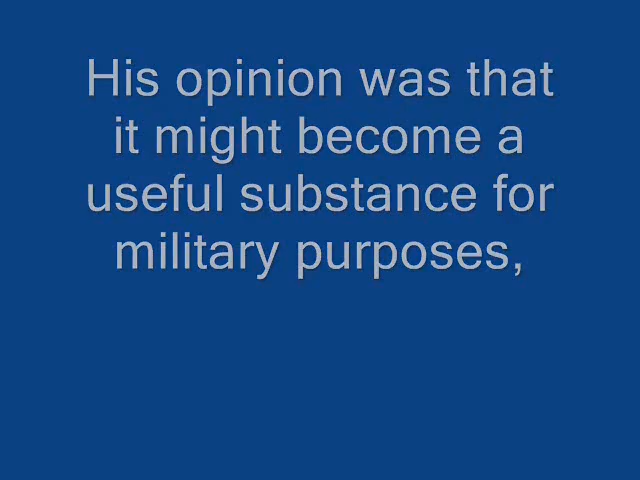 His opinion was that
it might become a
useful substance for
military purposes,